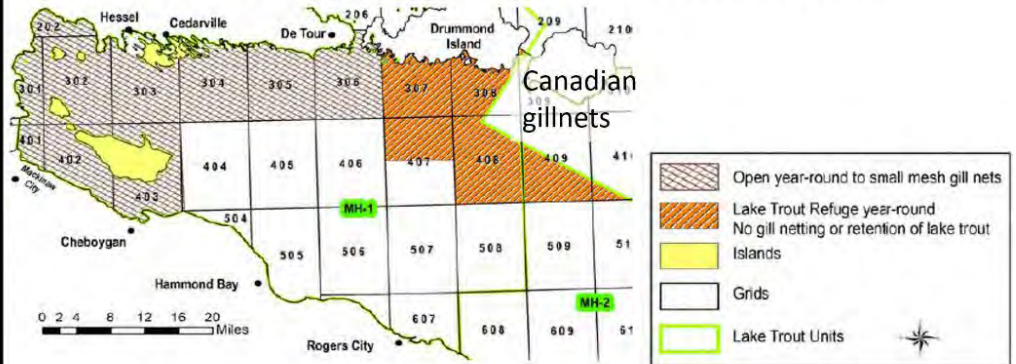 Hessel
Cedarville
De Tour
206
Drummond
Island
209
210
202
301
302
303
304
305
306
307
308
309
Canadian
gillnets
401
402
403
404
405
406
407
408
409
Mackinaw
City
MH-1
Cheboygan
504
505
506
507
508
509
51
Hammond Bay
MH-2
607
608
609
61
Rogers City
0 2 4 8 12 16 20
Miles
Open year-round to small mesh gill nets
Lake Trout Refuge year-round
No gill netting or retention of lake trout
Islands
Grids
Lake Trout Units